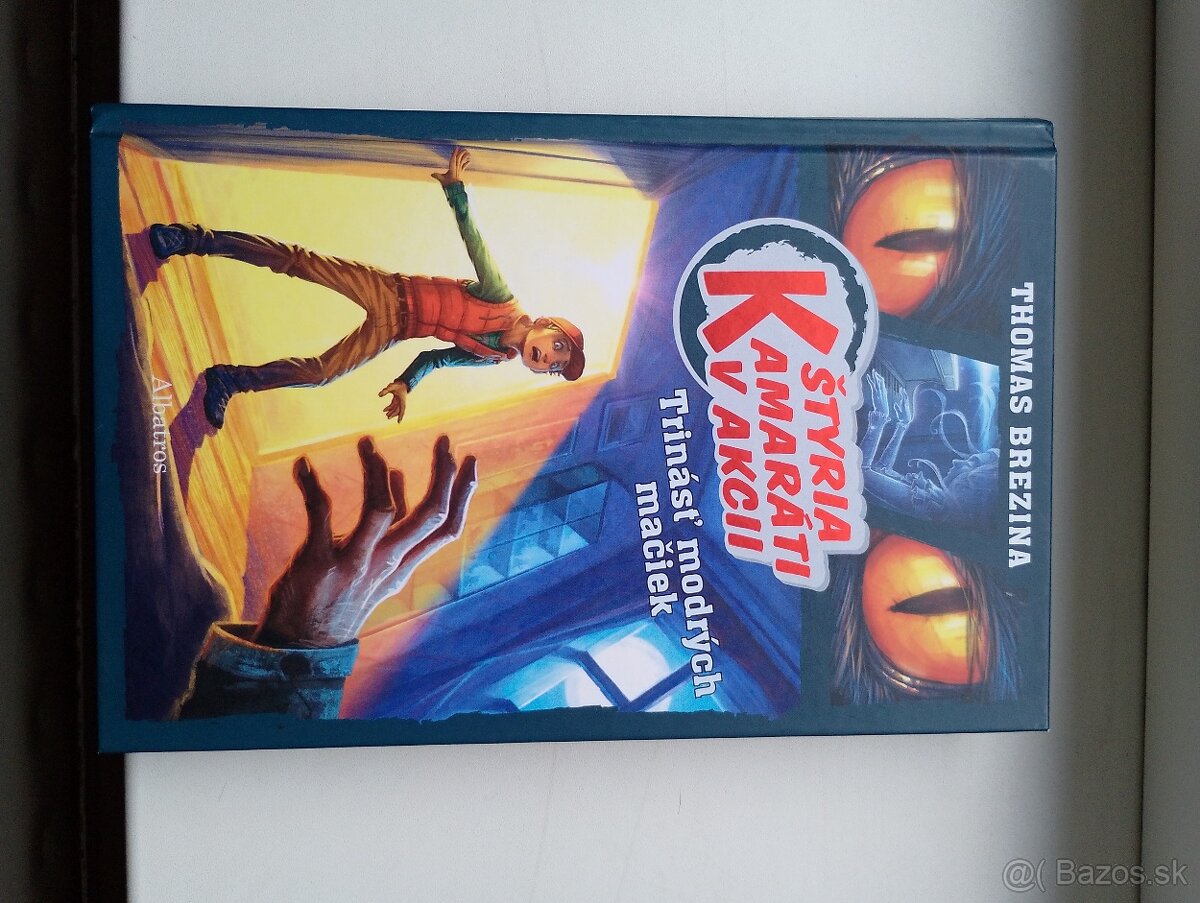 THOMAS BREZINA
ŠTYRIA
KAMARÁTI
V AKCII
Trinásť modrých
mačiek
Albatros
@( Bazos.sk